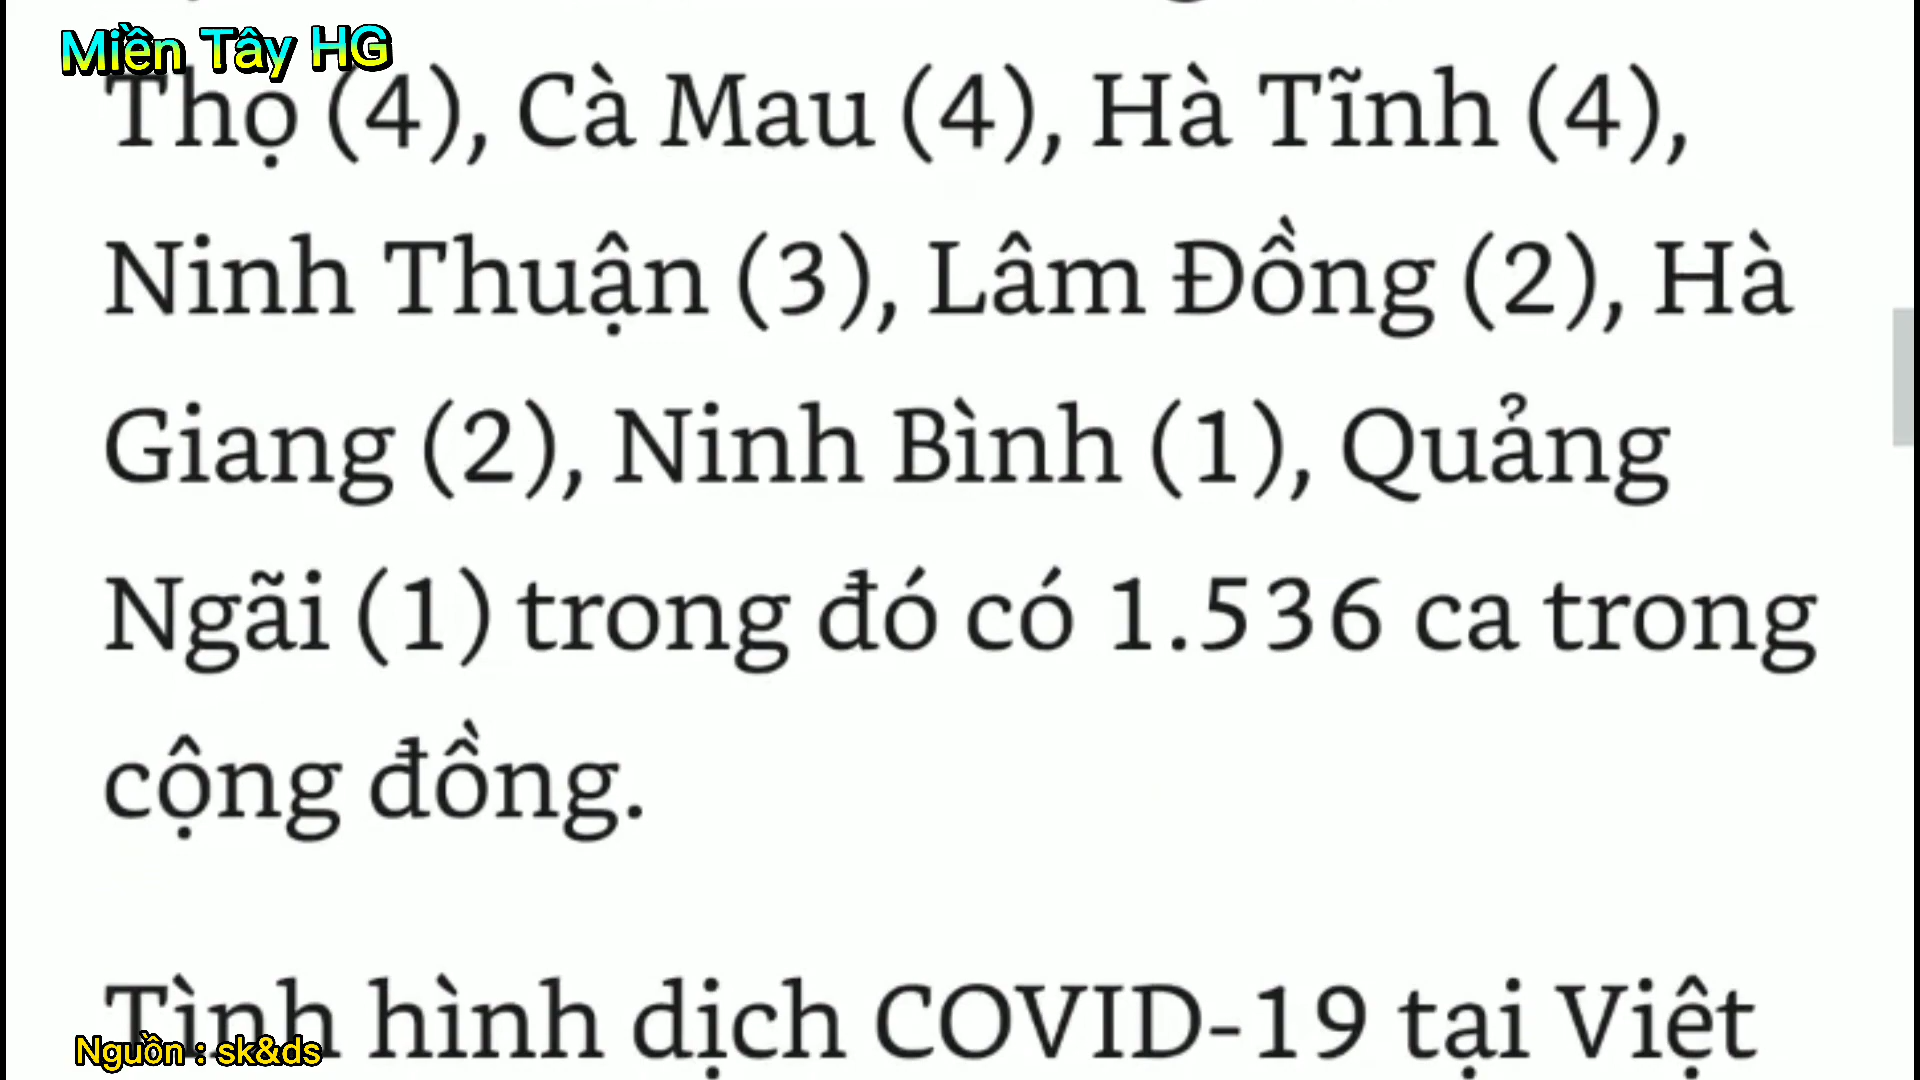 Miền Tây HG
Thọ (4), Cà Mau (4), Hà Tĩnh (4),
Ninh Thuận (3), Lâm Đồng (2), Hà
Giang (2), Ninh Bình (1), Quảng
Ngãi (1) trong đó có 1.536 ca trong
cộng đồng.
Tình hình dịch COVID-19 tại Việt
Nguồn : sk&ds